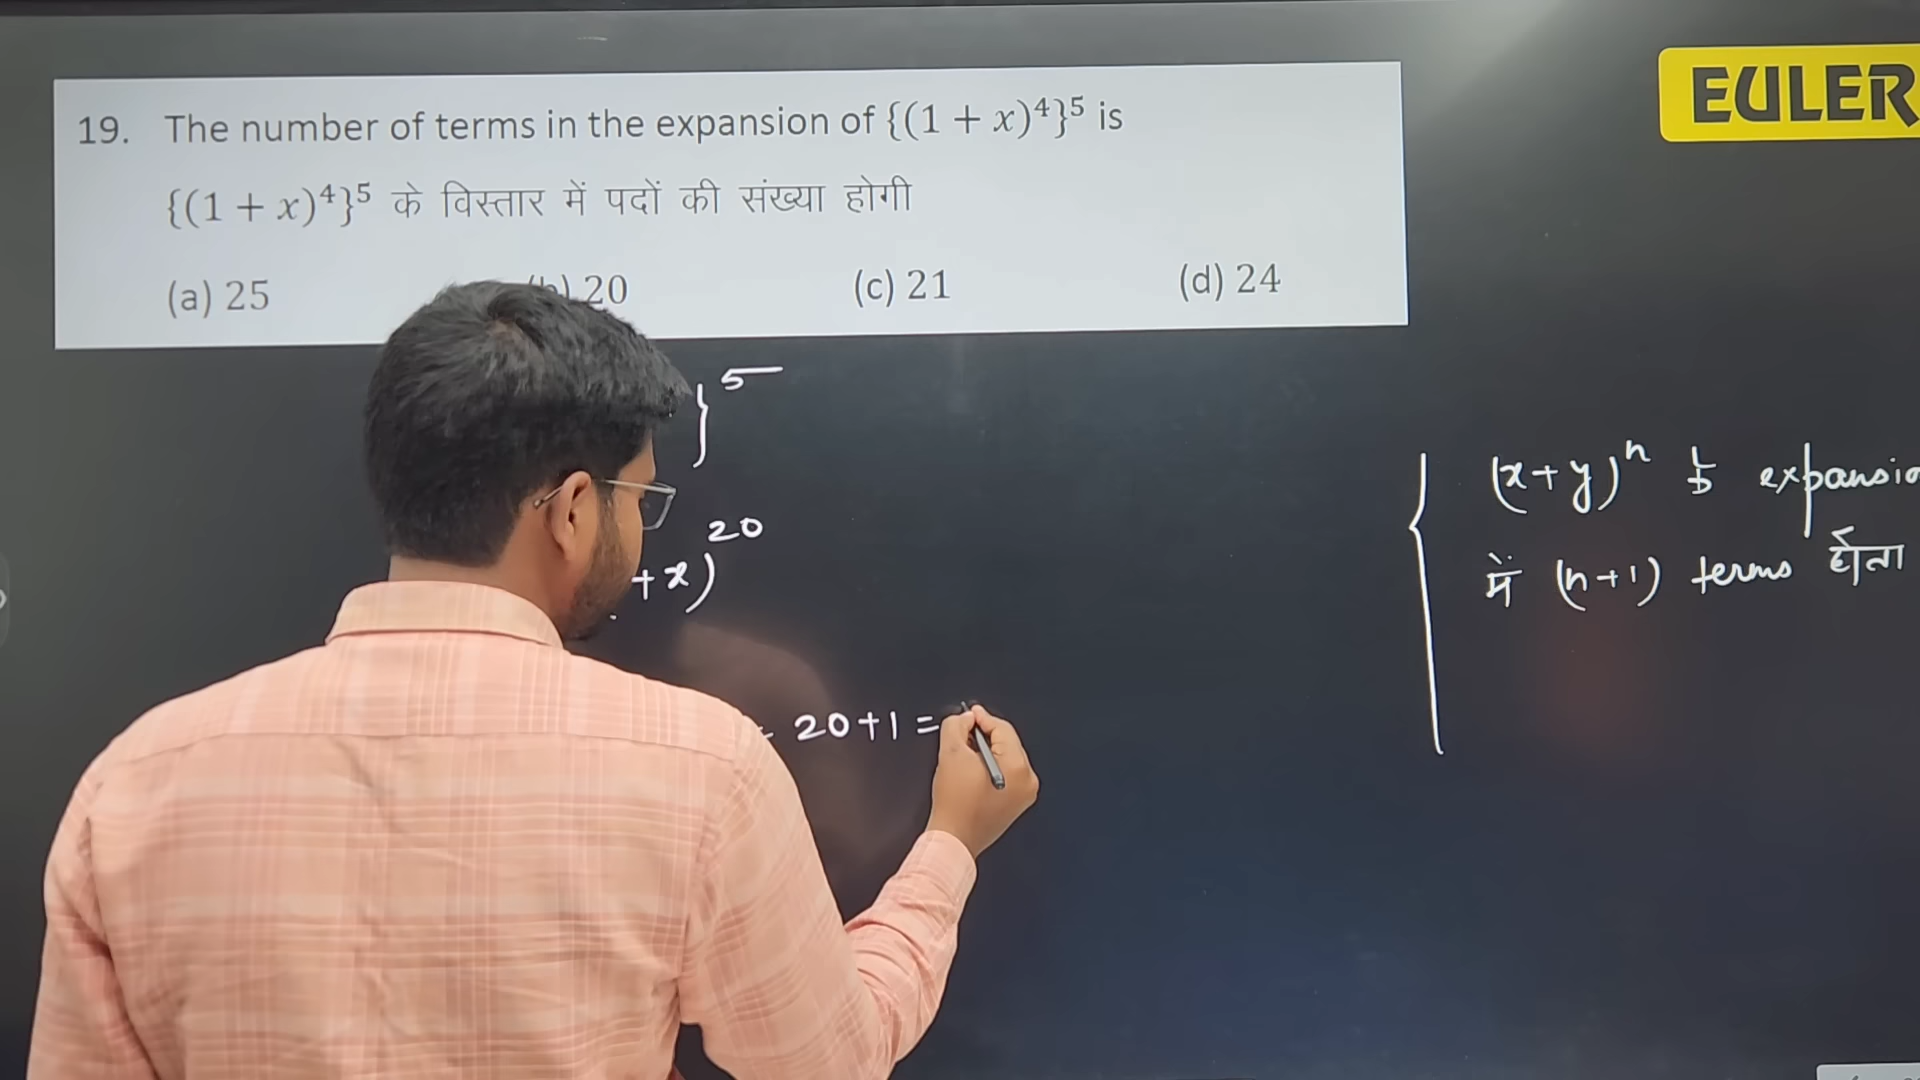 EULER
19. The number of terms in the expansion of {(1 + x)⁴}⁵ is
{(1 + x)⁴}⁵ के विस्तार में पदों की संख्या होगी
(a) 25 (b) 20 (c) 21 (d) 24
}⁵
+ x)²⁰
= 20+1 =
(x+y)ⁿ के expansio
में (n+1) terms होता